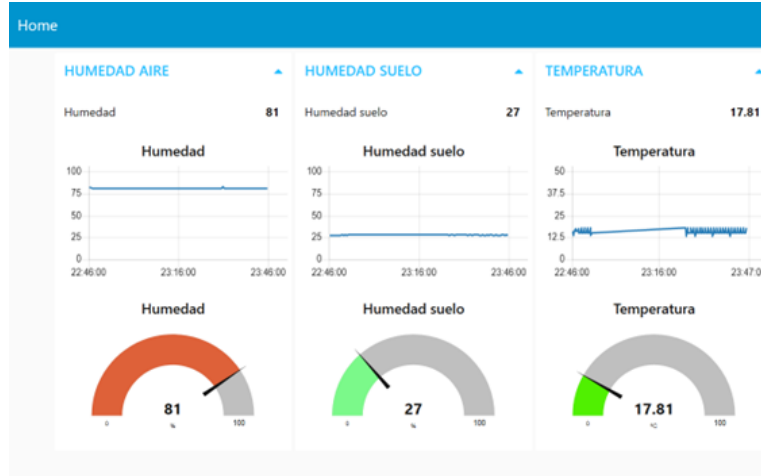 Home
HUMEDAD AIRE
Humedad 81
Humedad
100
75
50
25
0
22:46:00 23:16:00 23:46:00
Humedad
81
0 % 100
HUMEDAD SUELO
Humedad suelo 27
Humedad suelo
100
75
50
25
0
22:46:00 23:16:00 23:46:00
Humedad suelo
27
0 % 100
TEMPERATURA
Temperatura 17.81
Temperatura
50
37.5
25
12.5
0
22:46:00 23:16:00 23:47:0
Temperatura
17.81
0 ºC 100